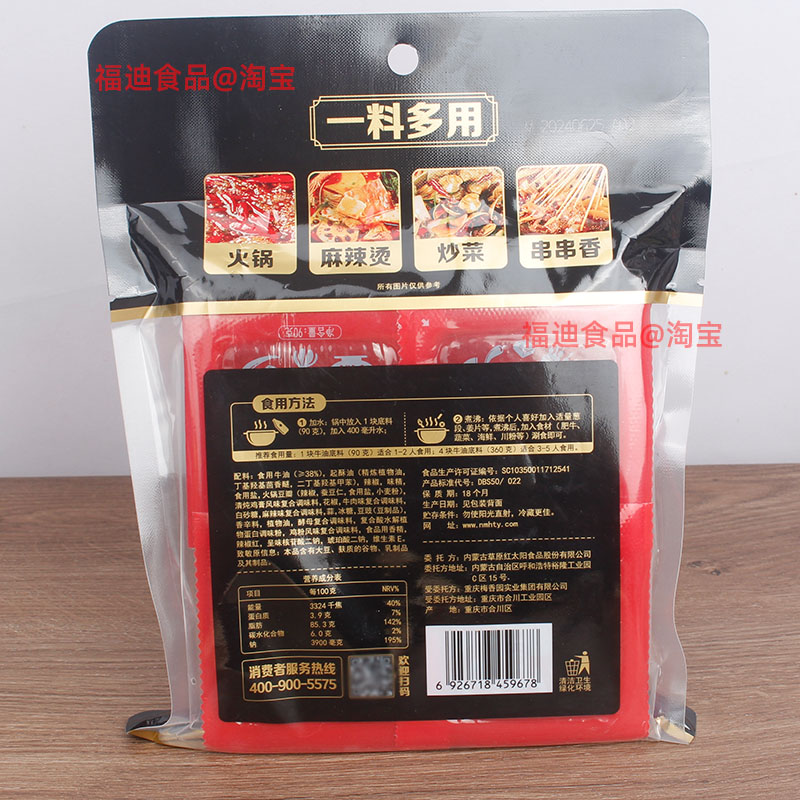 福迪食品@淘宝
一料多用
20240625
火锅
麻辣烫
炒菜
串串香
所有图片仅供参考
福迪食品@淘宝
净含量:90克
食用方法
1 加水:锅中放入1块底料
(90克),加入400毫升水;
2 煮沸:依据个人喜好加入适量葱
段、姜片等,煮沸后,加入食材(肥牛、
蔬菜、海鲜、川粉等)涮食即可。
推荐食用量:1块牛油底料(90克)适合1-2人食用;4块牛油底料(360克)适合3-5人食用。
配料:食用牛油(≥38%),起酥油(精炼植物油,
丁基羟基茴香醚,二丁基羟基甲苯),辣椒,味精,
食用盐,火锅豆瓣(辣椒,蚕豆仁,食用盐,小麦粉),
清炖鸡膏风味复合调味料,花椒,牛肉味复合调味料,
白砂糖,麻辣味复合调味料,蒜,冰糖,豆豉(豆制品),
香辛料,植物油,酵母复合调味料,复合酸水解植
物蛋白调味粉,鸡粉风味复合调味料,食品用香精,
辣椒红,呈味核苷酸二钠,琥珀酸二钠,维生素E。
致敏原信息:本品含有大豆、麸质的谷物、乳制品
及其制品。
食品生产许可证编号:SC10350011712541
产品标准代号:DBS50/ 022
保 质 期:18个月
生产日期:见包装背面
贮存条件:勿使阳光直射,冷藏更佳。
网址:www.nmhty.com
委 托 方:内蒙古草原红太阳食品股份有限公司
委托方地址:内蒙古自治区呼和浩特裕隆工业园
C区15号。
受委托方:重庆梅香园实业集团有限公司
受委托方地址:重庆市合川工业园区
产 地:重庆市合川区
营养成分表
项目 每100克 NRV%
能量 3324千焦 40%
蛋白质 3.9克 7%
脂肪 85.3克 142%
碳水化合物 6.0克 2%
钠 3900毫克 195%
消费者服务热线
400-900-5575
欢迎扫码
6 926718 459678
清洁卫生
绿化环境